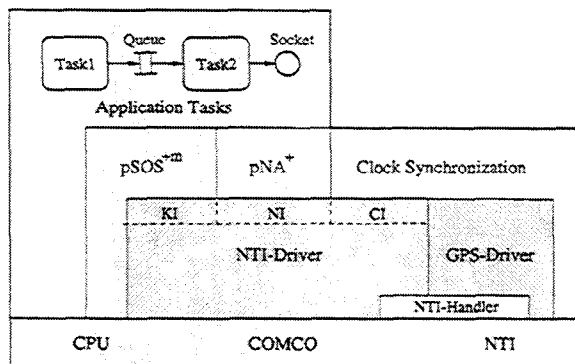 Queue Socket
Task1 Task2
Application Tasks
pSOS+m pNA+ Clock Synchronization
KI NI CI
NTI-Driver GPS-Driver
NTI-Handler
CPU COMCO NTI